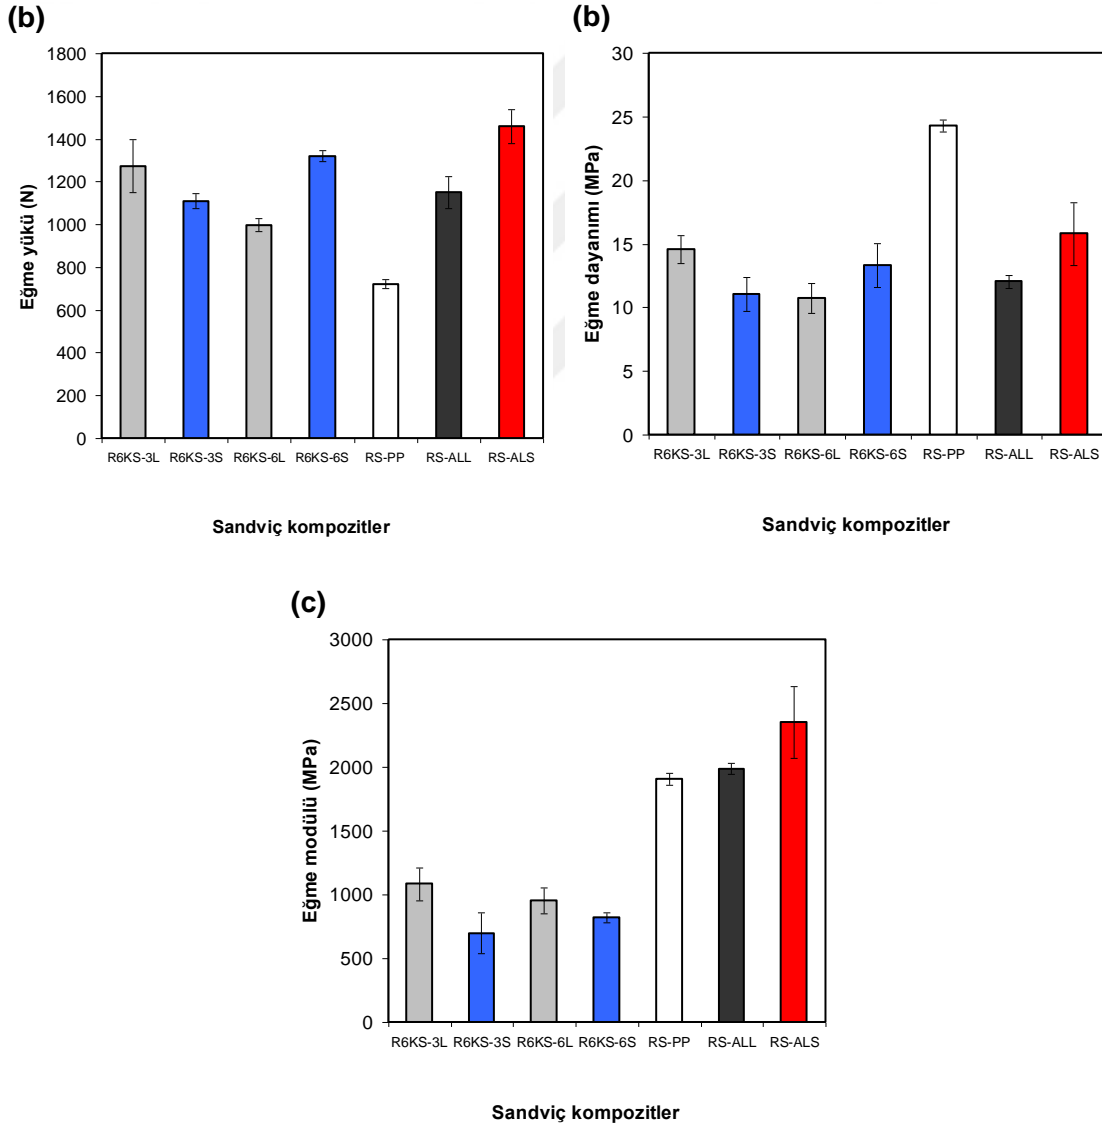 (b)
1800
1600
1400
1200
1000
800
600
400
200
0
Eğme yükü (N)
R6KS-3L R6KS-3S R6KS-6L R6KS-6S RS-PP RS-ALL RS-ALS
Sandviç kompozitler
(b)
30
25
20
15
10
5
0
Eğme dayanımı (MPa)
R6KS-3L R6KS-3S R6KS-6L R6KS-6S RS-PP RS-ALL RS-ALS
Sandviç kompozitler
(c)
3000
2500
2000
1500
1000
500
0
Eğme modülü (MPa)
R6KS-3L R6KS-3S R6KS-6L R6KS-6S RS-PP RS-ALL RS-ALS
Sandviç kompozitler